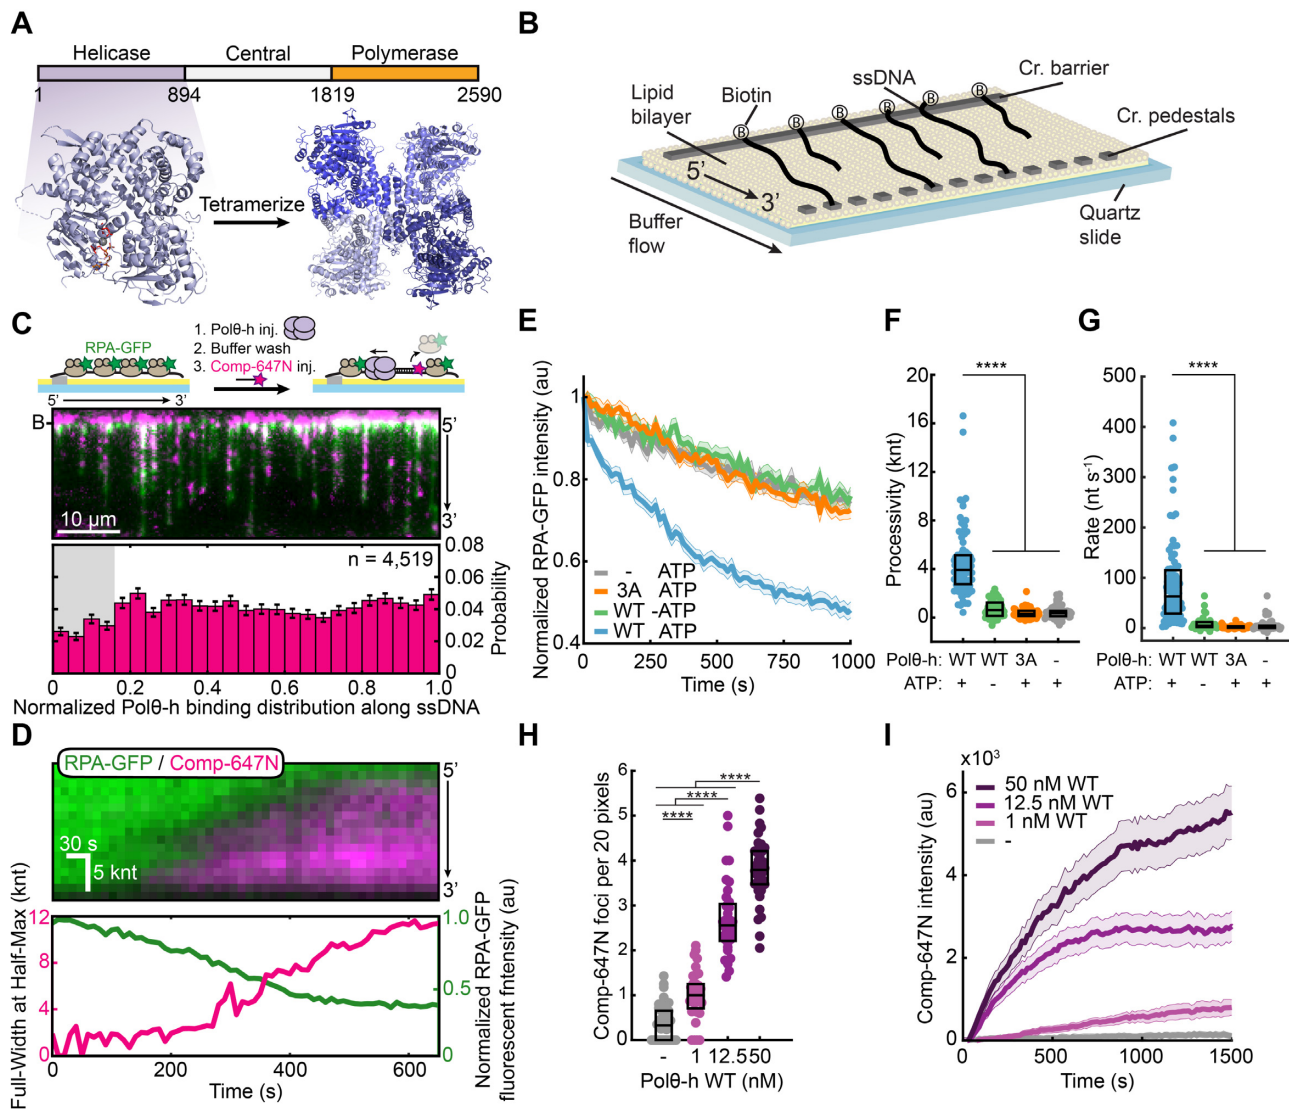 A
Helicase Central Polymerase
1 894 1819 2590
Tetramerize
B
Lipid bilayer
Biotin
ssDNA
Cr. barrier
Cr. pedestals
B B B B B B
5’ 3’
Buffer flow
Quartz slide
C
RPA-GFP
1. Polθ-h inj.
2. Buffer wash
3. Comp-647N inj.
5’ 3’
B
5’
3’
10 µm
n = 4,519
0.08
0.06
0.04
0.02
0
Probability
0 0.2 0.4 0.6 0.8 1.0
Normalized Polθ-h binding distribution along ssDNA
D
RPA-GFP / Comp-647N
5’
3’
30 s
5 knt
Full-Width at Half-Max (knt)
12
8
4
0
1.0
0.5
0
Normalized RPA-GFP
fluorescent fntensity (au)
0 200 400 600
Time (s)
E
Normalized RPA-GFP intensity (au)
1
0.8
0.6
0.4
- ATP
3A ATP
WT -ATP
WT ATP
0 250 500 750 1000
Time (s)
F
****
Processivity (knt)
20
16
12
8
4
0
Polθ-h: WT WT 3A -
ATP: + - + +
G
****
Rate (nt s-1)
500
400
300
200
100
0
Polθ-h: WT WT 3A -
ATP: + - + +
H
Comp-647N foci per 20 pixels
6
5
4
3
2
1
0
****
****
****
- 1 12.5 50
Polθ-h WT (nM)
I
x10³
Comp-647N intensity (au)
6
4
2
0
50 nM WT
12.5 nM WT
1 nM WT
-
0 500 1000 1500
Time (s)